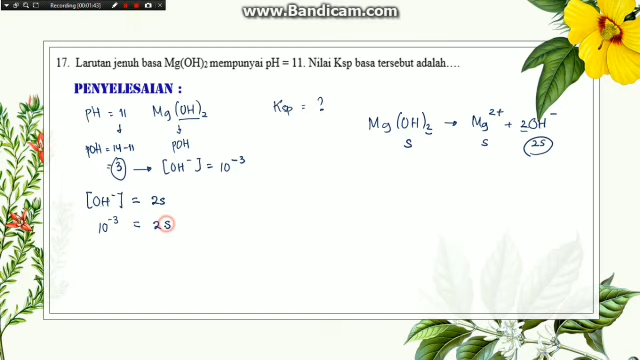 Recording [00:01:43]
www.Bandicam.com
17. Larutan jenuh basa Mg(OH)₂ mempunyai pH = 11. Nilai Ksp basa tersebut adalah….
PENYELESAIAN :
pH = 11 Mg(OH)₂ Ksp = ?
Mg(OH)₂ → Mg²⁺ + 2OH⁻
s s 2s
↓ ↓
pOH = 14-11 pOH
= 3 → [OH⁻] = 10⁻³
[OH⁻] = 2s
10⁻³ = 2s